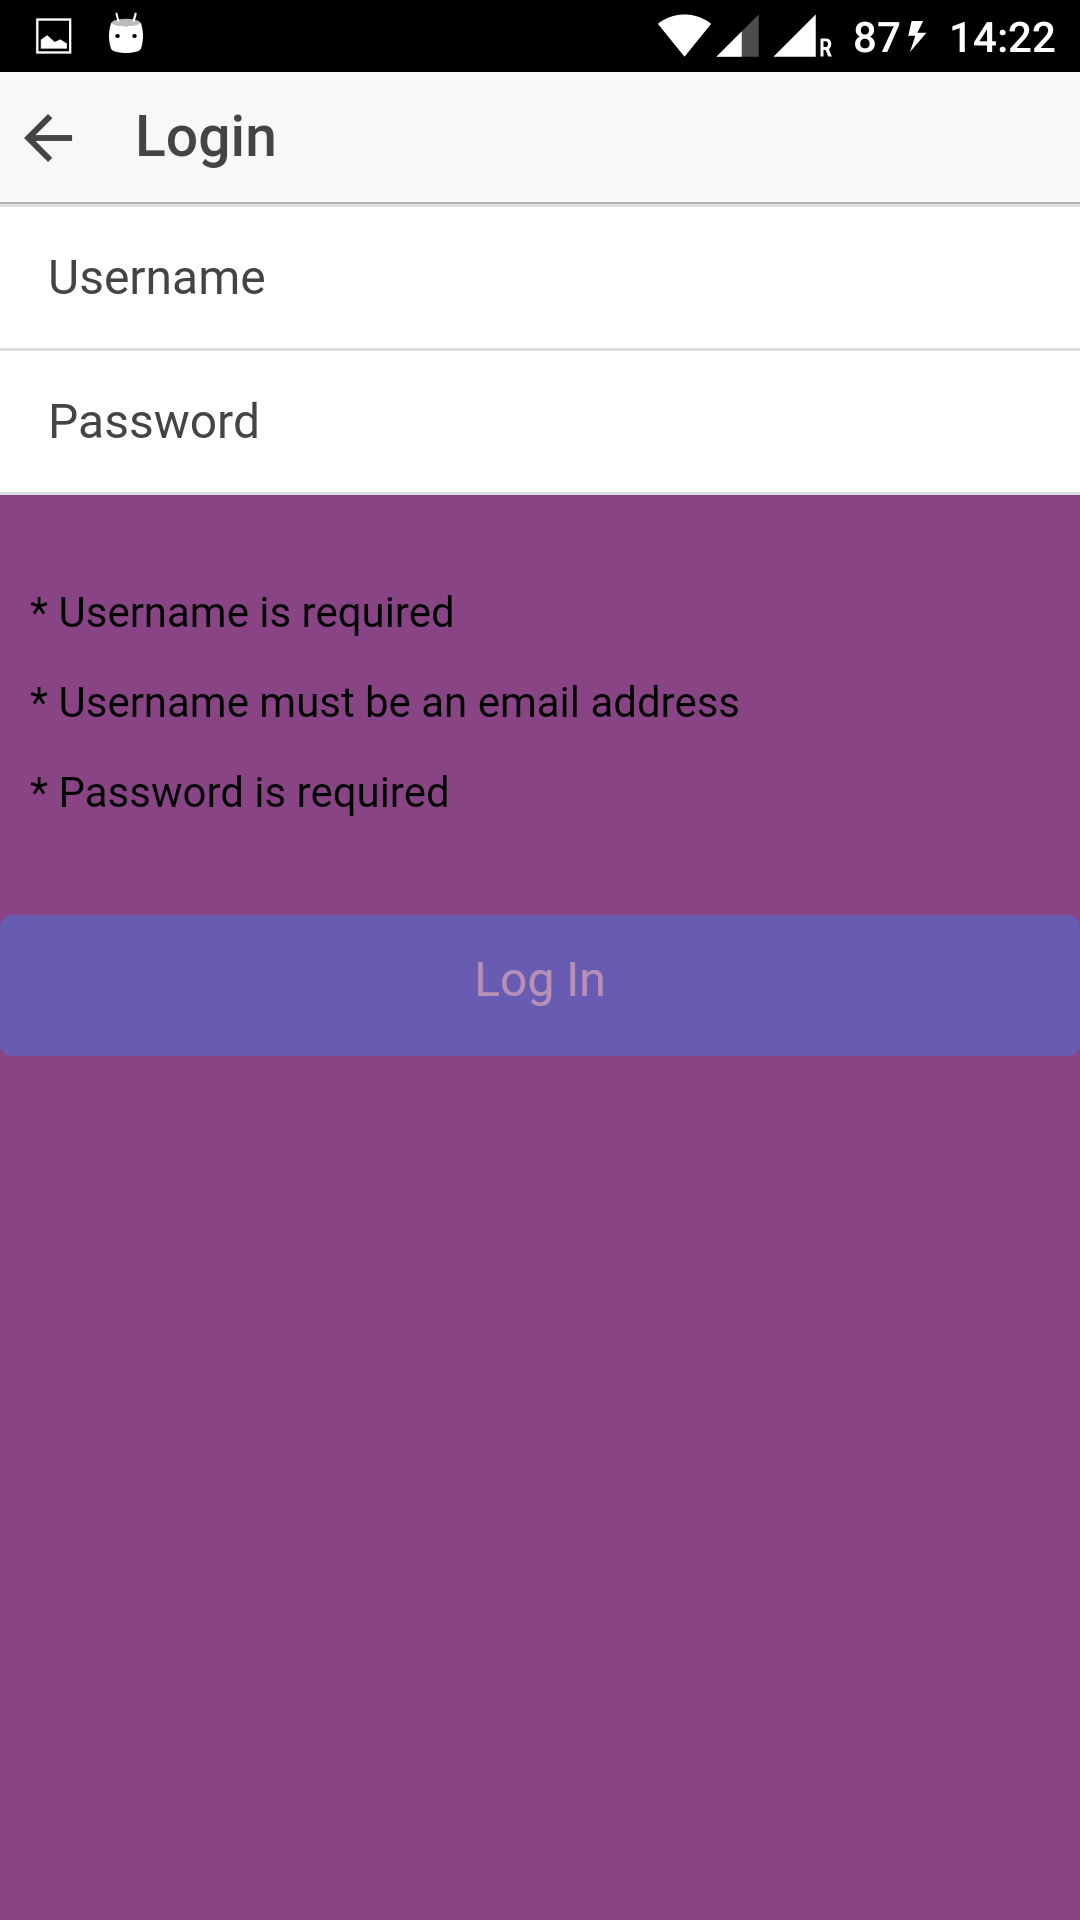 R 87 14:22
Login
Username
Password
* Username is required
* Username must be an email address
* Password is required
Log In